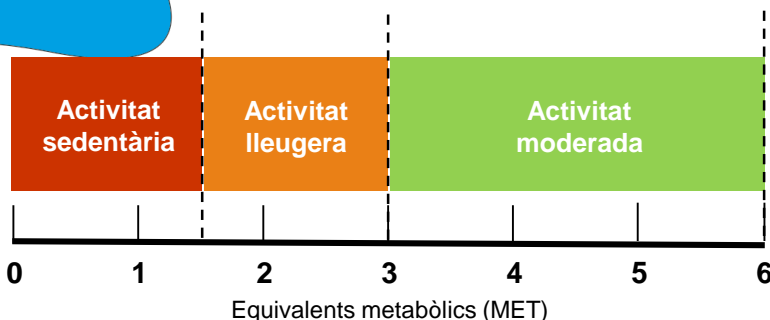 Activitat
sedentària
Activitat
lleugera
Activitat
moderada
0 1 2 3 4 5 6
Equivalents metabòlics (MET)